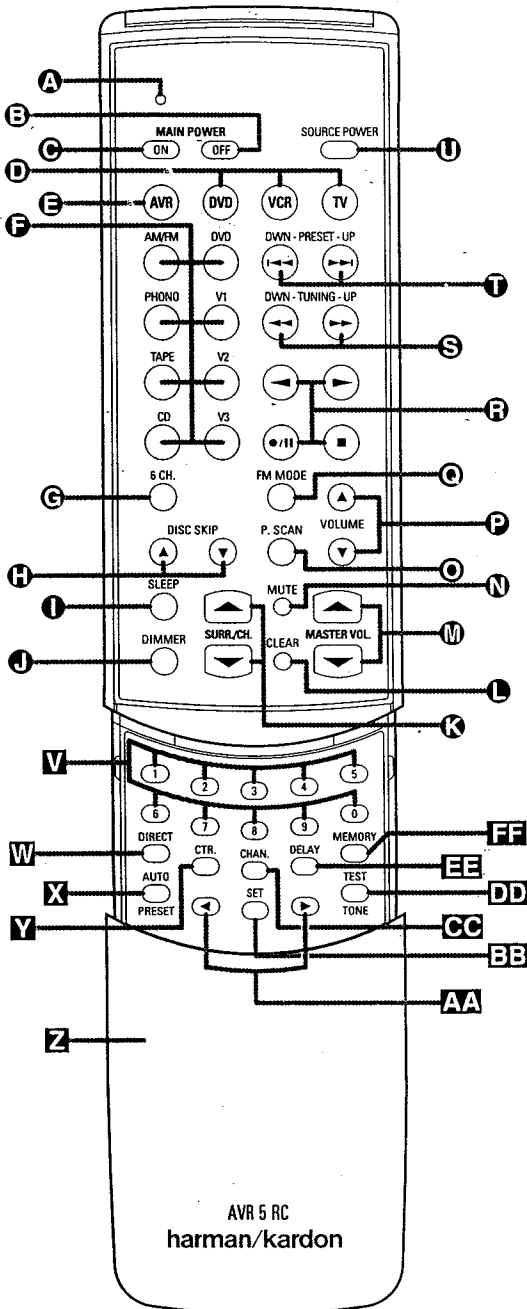 A
B
MAIN POWER
SOURCE POWER
C ON OFF U
D
E AVR DVD VCR TV
F
AM/FM DVD DWN - PRESET - UP
T
PHONO V1 DWN - TUNING - UP
S
TAPE V2
R
CD V3
6 CH. FM MODE Q
G
DISC SKIP P. SCAN VOLUME P
H O
I SLEEP MUTE N
SURR./CH. MASTER VOL. M
J DIMMER CLEAR
L
K
V
1 2 3 4 5
6 7 8 9 0
W DIRECT CTR. CHAN. DELAY MEMORY FF
EE
X AUTO PRESET SET TEST TONE DD
Y CC
BB
AA
Z
AVR 5 RC
harman/kardon